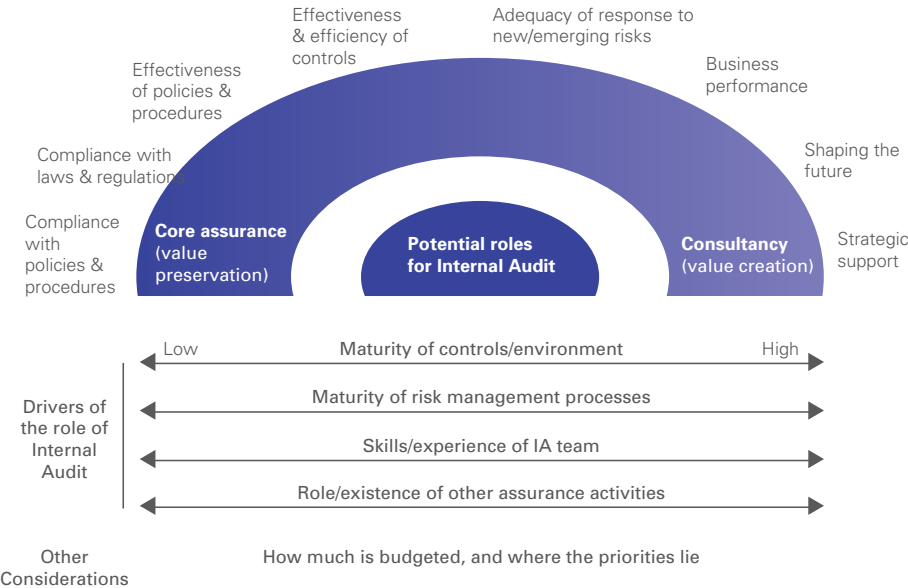 Effectiveness
& efficiency of
controls
Adequacy of response to
new/emerging risks
Effectiveness
of policies &
procedures
Business
performance
Compliance with
laws & regulations
Shaping the
future
Compliance
with
policies &
procedures
Core assurance
(value
preservation)
Potential roles
for Internal Audit
Consultancy
(value creation)
Strategic
support
Low
Maturity of controls/environment
High
Drivers of
the role of
Internal
Audit
Maturity of risk management processes
Skills/experience of IA team
Role/existence of other assurance activities
Other
Considerations
How much is budgeted, and where the priorities lie